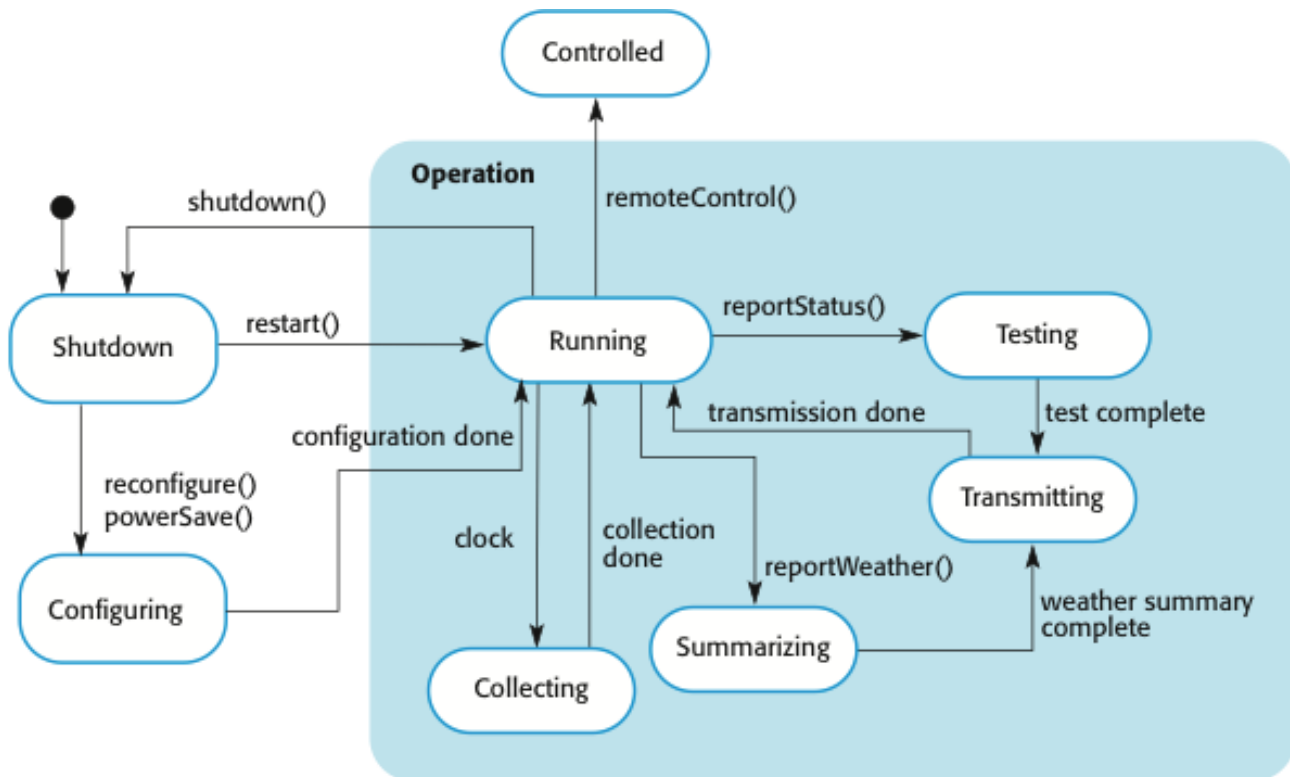 Controlled
Operation
shutdown()
remoteControl()
restart()
reportStatus()
Shutdown
Running
Testing
configuration done
transmission done
test complete
reconfigure()
powerSave()
Transmitting
clock
collection
done
reportWeather()
Configuring
weather summary
complete
Summarizing
Collecting